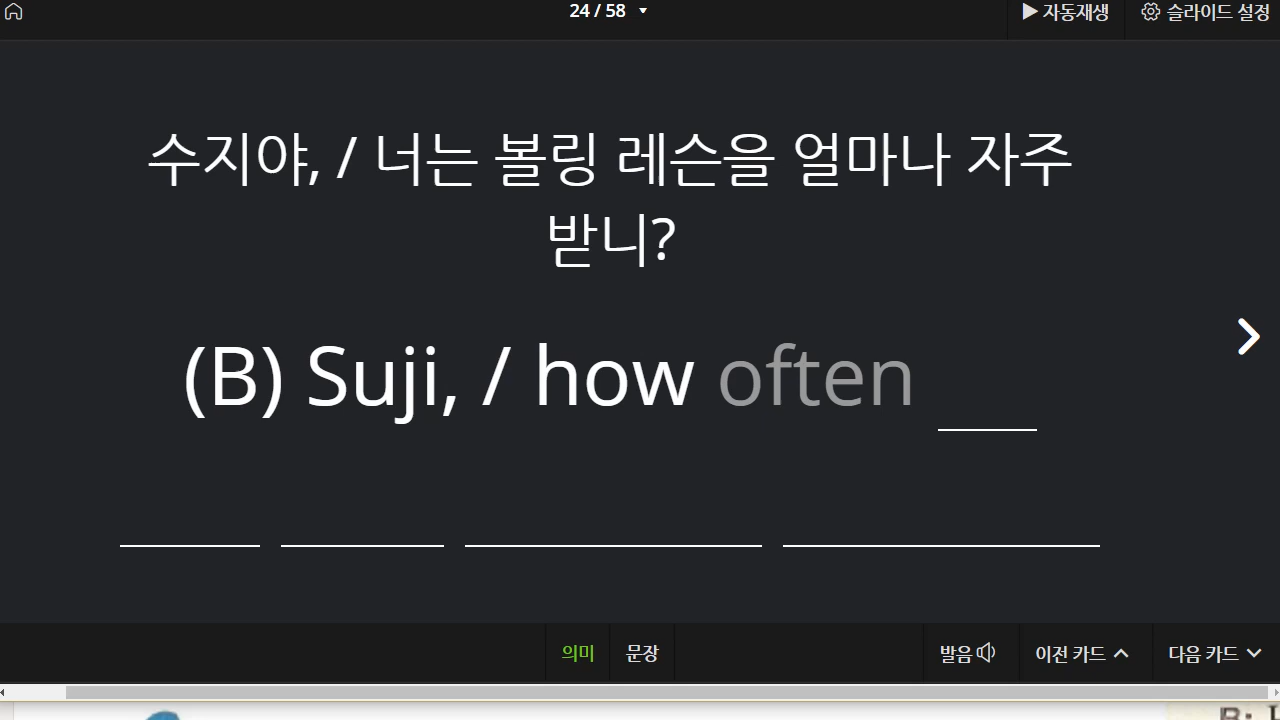 24 / 58
자동재생
슬라이드 설정
수지야, / 너는 볼링 레슨을 얼마나 자주
받니?
(B) Suji, / how often
의미
문장
발음
이전 카드
다음 카드
B: